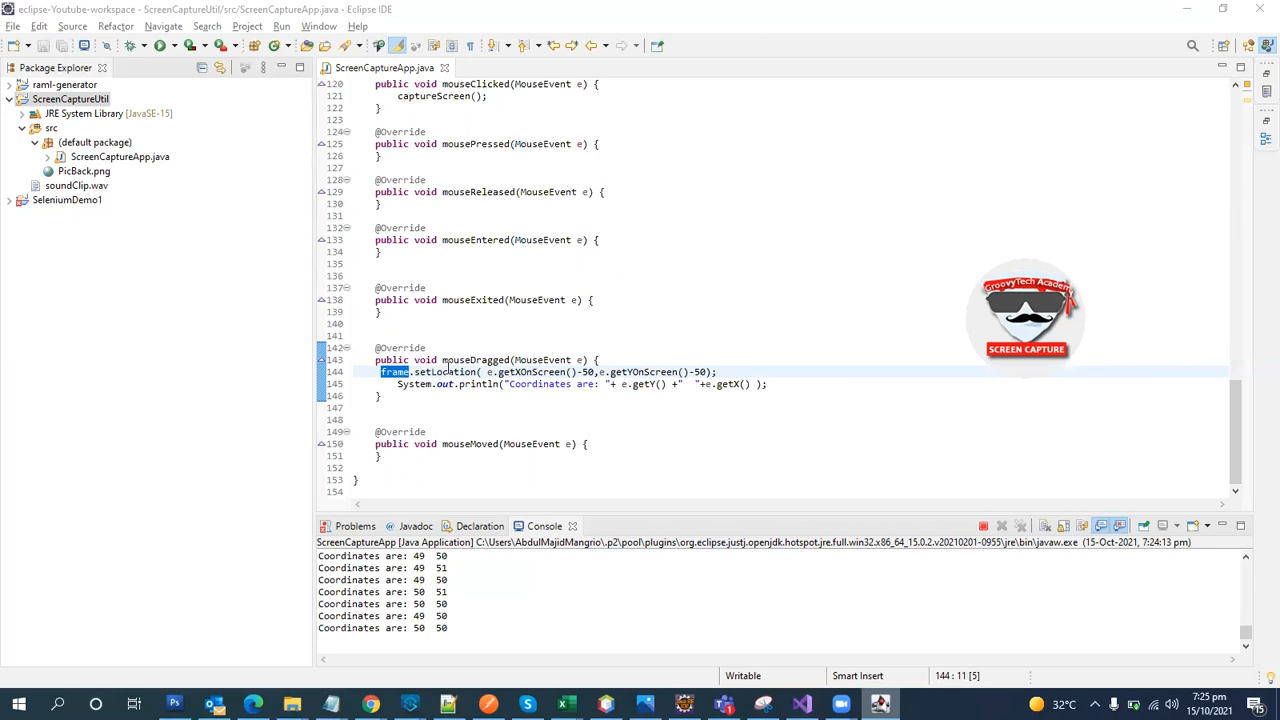 eclipse-Youtube-workspace - ScreenCaptureUtil/src/ScreenCaptureApp.java - Eclipse IDE
File Edit Source Refactor Navigate Search Project Run Window Help
Package Explorer
raml-generator
ScreenCaptureUtil
JRE System Library [JavaSE-15]
src
(default package)
ScreenCaptureApp.java
PicBack.png
soundClip.wav
SeleniumDemo1
ScreenCaptureApp.java
120 public void mouseClicked(MouseEvent e) {
121 captureScreen();
122 }
123
124 @Override
125 public void mousePressed(MouseEvent e) {
126 }
127
128 @Override
129 public void mouseReleased(MouseEvent e) {
130 }
131
132 @Override
133 public void mouseEntered(MouseEvent e) {
134 }
135
136
137 @Override
138 public void mouseExited(MouseEvent e) {
139 }
140
141
142 @Override
143 public void mouseDragged(MouseEvent e) {
144 frame.setLocation( e.getXOnScreen()-50,e.getYOnScreen()-50);
145 System.out.println("Coordinates are: "+ e.getY() +"  "+e.getX() );
146 }
147
148
149 @Override
150 public void mouseMoved(MouseEvent e) {
151 }
152
153 }
154
GroovyTech Academy
SCREEN CAPTURE
Problems Javadoc Declaration Console
ScreenCaptureApp [Java Application] C:\Users\AbdulMajidMangrio\.p2\pool\plugins\org.eclipse.justj.openjdk.hotspot.jre.full.win32.x86_64_15.0.2.v20210201-0955\jre\bin\javaw.exe (15-Oct-2021, 7:24:13 pm)
Coordinates are: 49 50
Coordinates are: 49 51
Coordinates are: 49 50
Coordinates are: 50 51
Coordinates are: 50 50
Coordinates are: 49 50
Coordinates are: 50 50
Writable Smart Insert 144 : 11 [5]
32°C
7:25 pm
15/10/2021
15